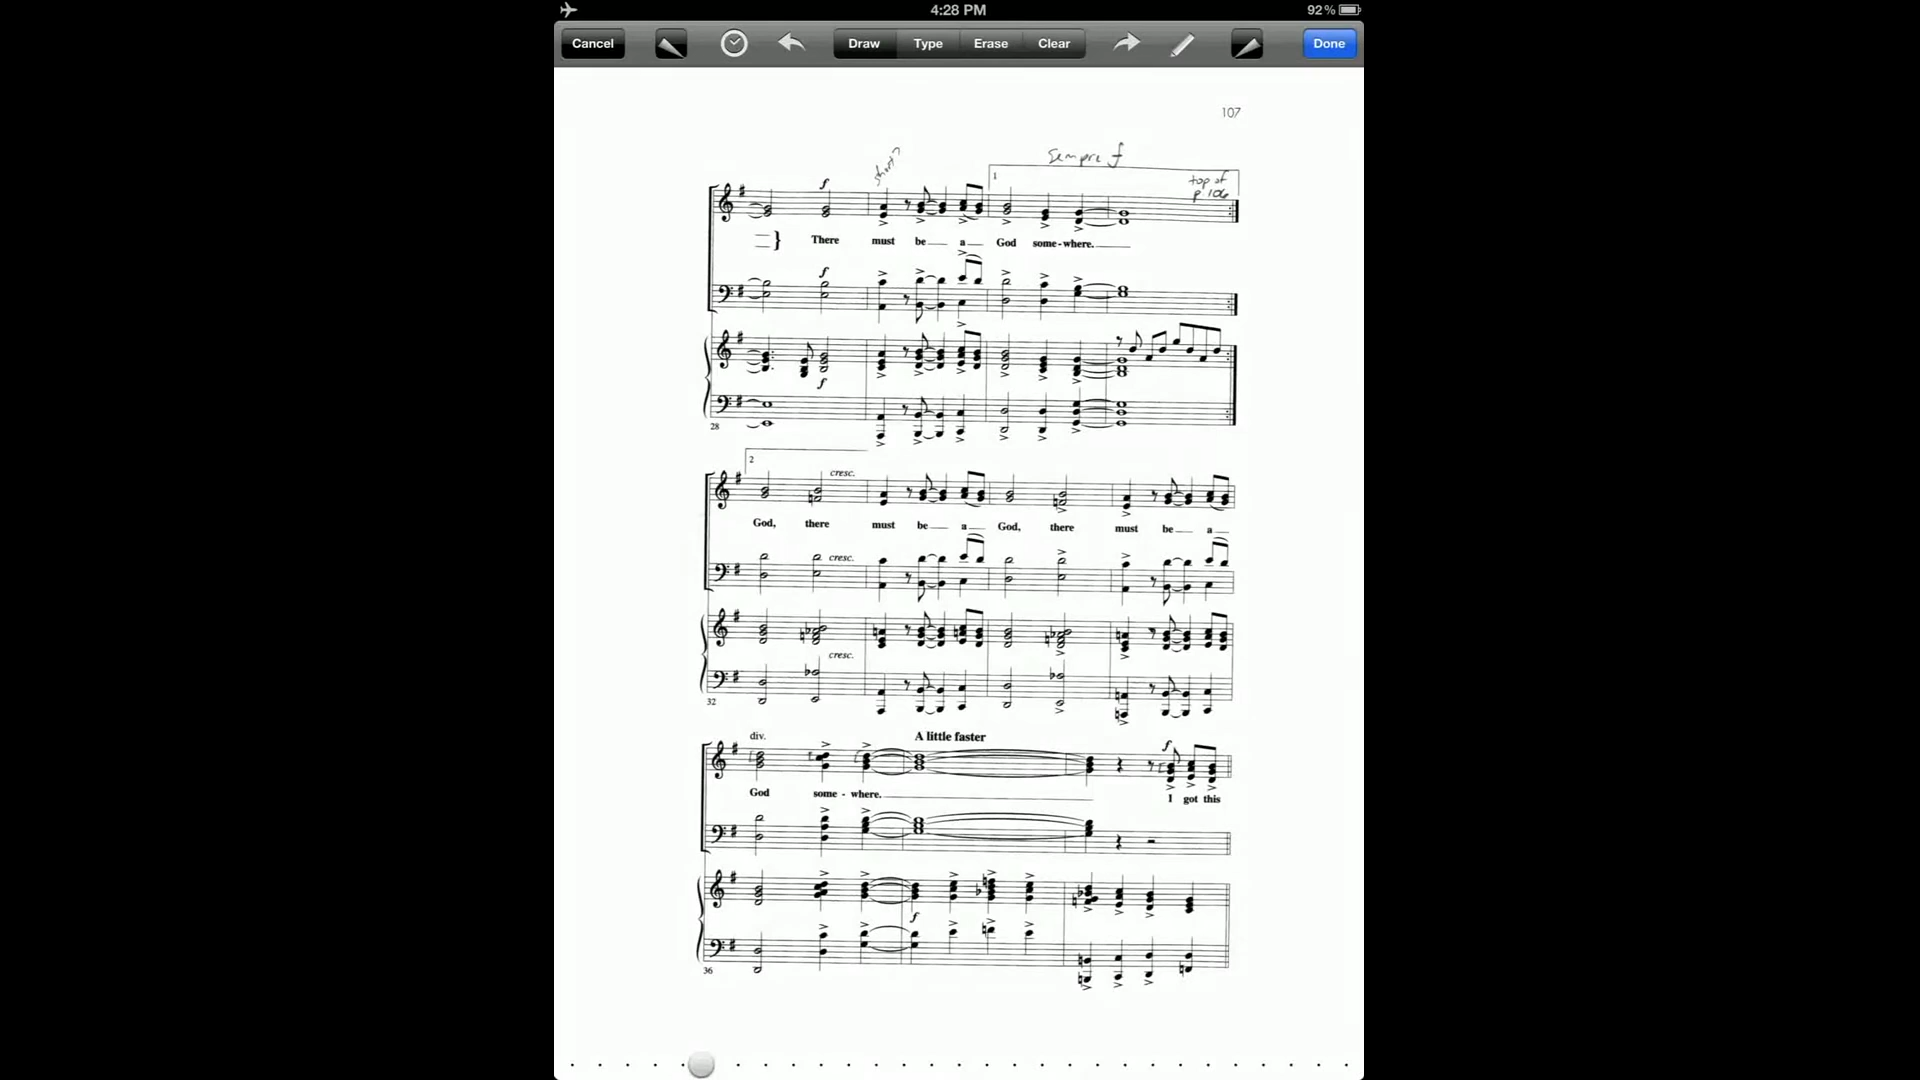 4:28 PM
92%
Cancel
Draw Type Erase Clear
Done
107
sempre f
short?
1
top of
p 106
f
There must be a God some-where.
f
f
28
2
cresc.
God, there must be a God, there must be a
cresc.
cresc.
32
div.
A little faster
f
God some - where. I got this
f
36